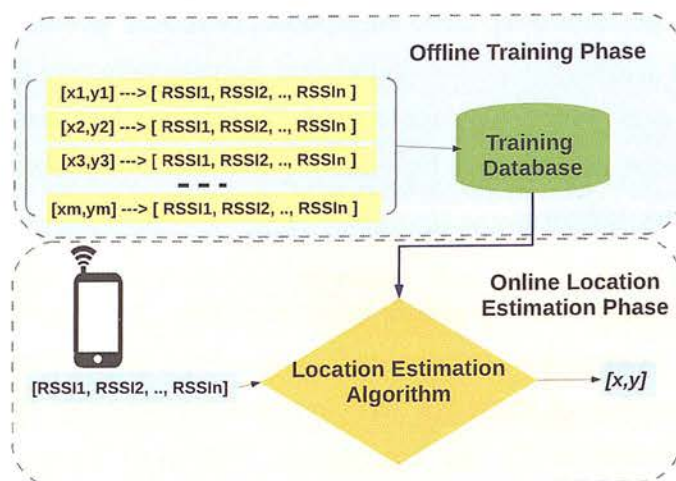 Offline Training Phase
[x1,y1] ---> [ RSSI1, RSSI2, .., RSSIn ]
[x2,y2] ---> [ RSSI1, RSSI2, .., RSSIn ]
[x3,y3] ---> [ RSSI1, RSSI2, .., RSSIn ]
[xm,ym] ---> [ RSSI1, RSSI2, .., RSSIn ]
Training
Database
Online Location
Estimation Phase
[RSSI1, RSSI2, .., RSSIn]
Location Estimation
Algorithm
[x,y]